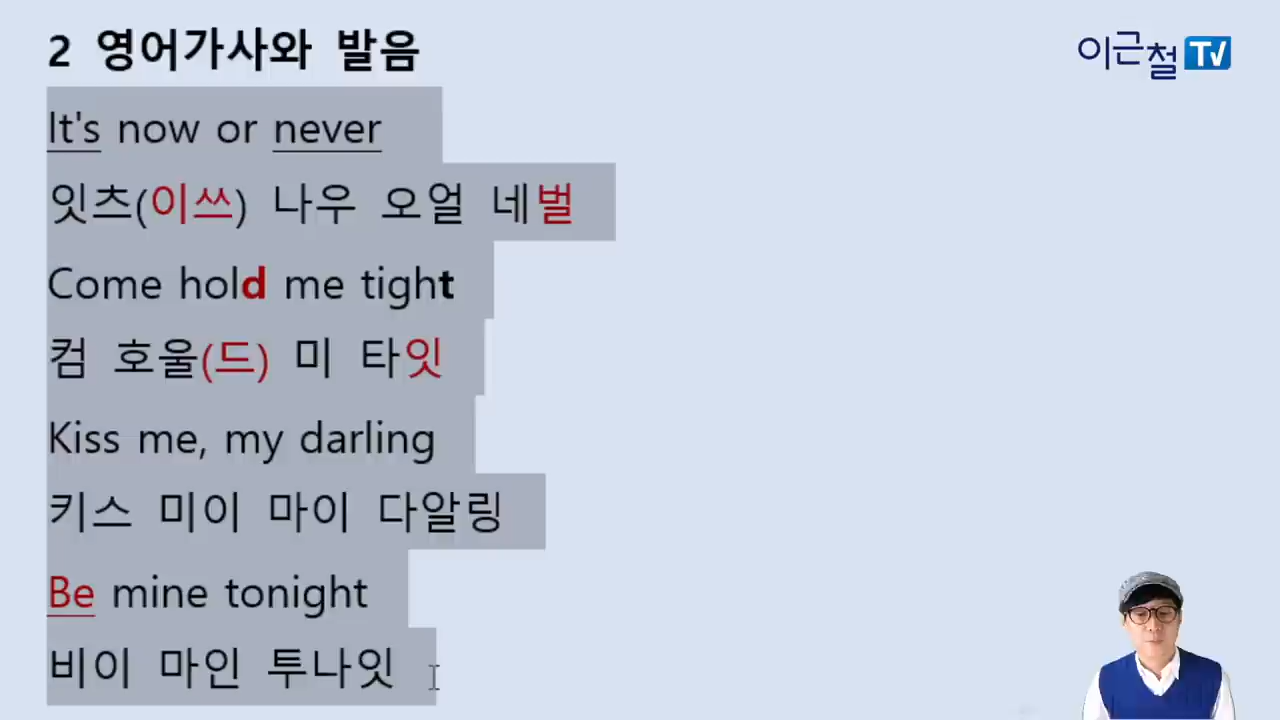 2 영어가사와 발음
이근철 TV
It's now or never
잇츠(이쓰) 나우 오얼 네벌
Come hold me tight
컴 호울(드) 미 타잇
Kiss me, my darling
키스 미이 마이 다알링
Be mine tonight
비이 마인 투나잇